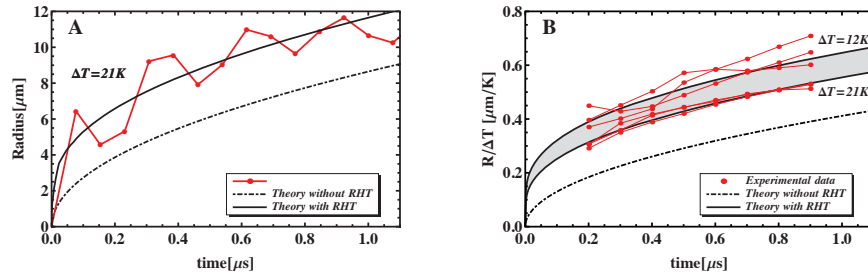 A
12
10
8
6
4
2
0
Radius[μm]
ΔT=21K
Theory without RHT
Theory with RHT
0.0 0.2 0.4 0.6 0.8 1.0
time[μs]
B
0.8
0.6
0.4
0.2
0.0
R/ΔT [μm/K]
ΔT=12K
ΔT=21K
Experimental data
Theory without RHT
Theory with RHT
0.0 0.2 0.4 0.6 0.8 1.0
time[μs]